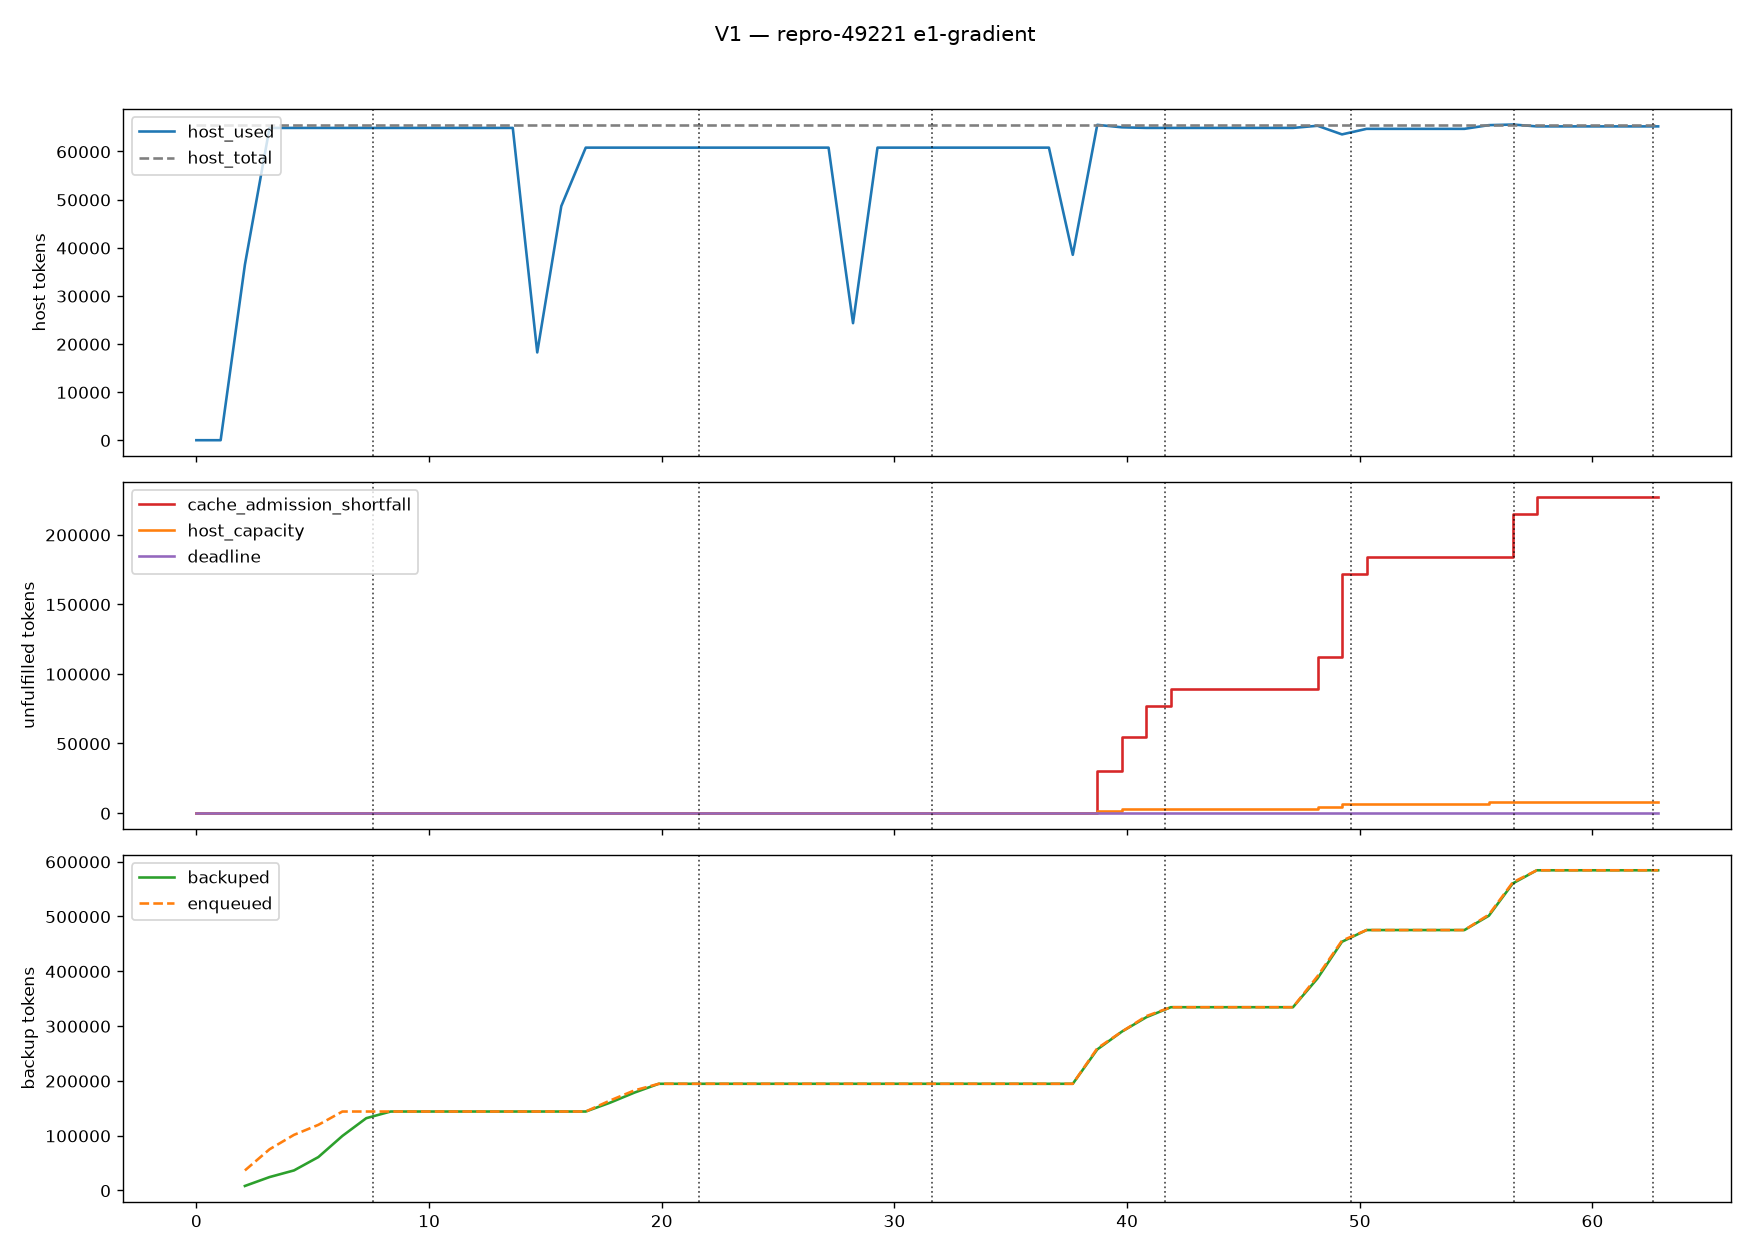 V1 — repro-49221 e1-gradient
host_used
host_total
60000
50000
40000
30000
20000
10000
0
host tokens
cache_admission_shortfall
host_capacity
deadline
200000
150000
100000
50000
0
unfulfilled tokens
backuped
enqueued
600000
500000
400000
300000
200000
100000
0
backup tokens
0 10 20 30 40 50 60